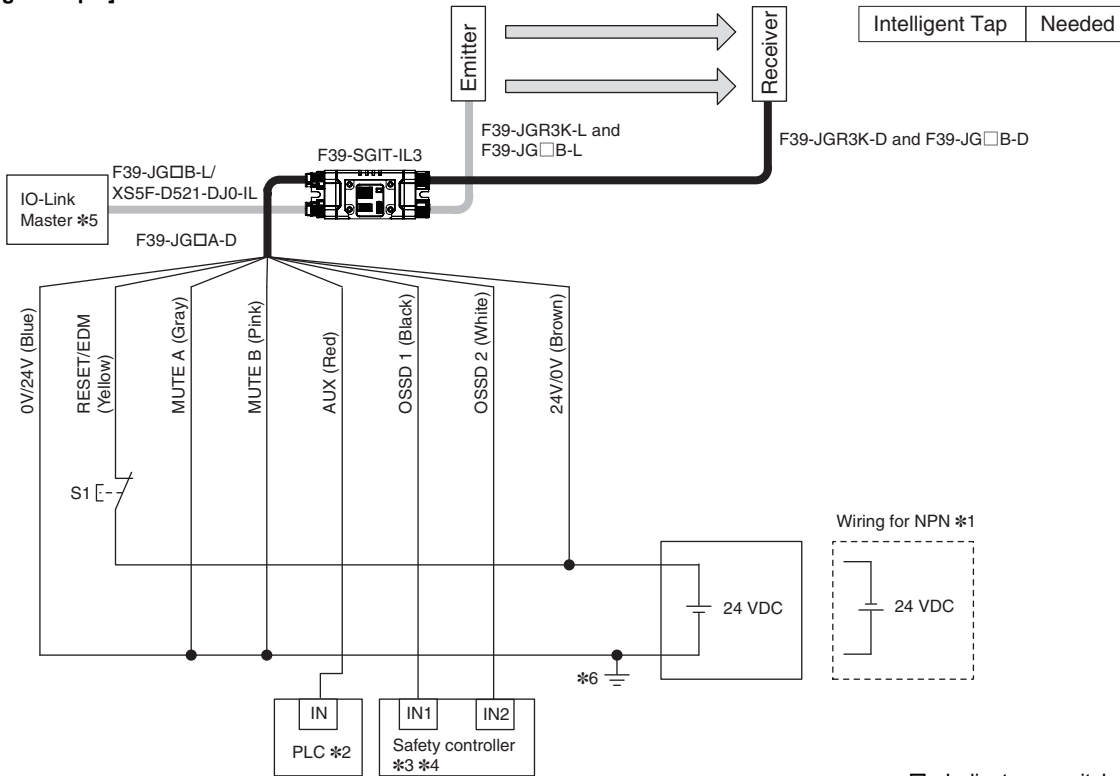 Emitter
Receiver
Intelligent Tap
Needed
F39-JGR3K-L and
F39-JG□B-L
F39-JGR3K-D and F39-JG□B-D
F39-SGIT-IL3
F39-JG□B-L/
XS5F-D521-DJ0-IL
IO-Link
Master *5
F39-JG□A-D
0V/24V (Blue)
RESET/EDM
(Yellow)
MUTE A (Gray)
MUTE B (Pink)
AUX (Red)
OSSD 1 (Black)
OSSD 2 (White)
24V/0V (Brown)
S1
Wiring for NPN *1
24 VDC
24 VDC
*6
IN
PLC *2
IN1
IN2
Safety controller
*3 *4